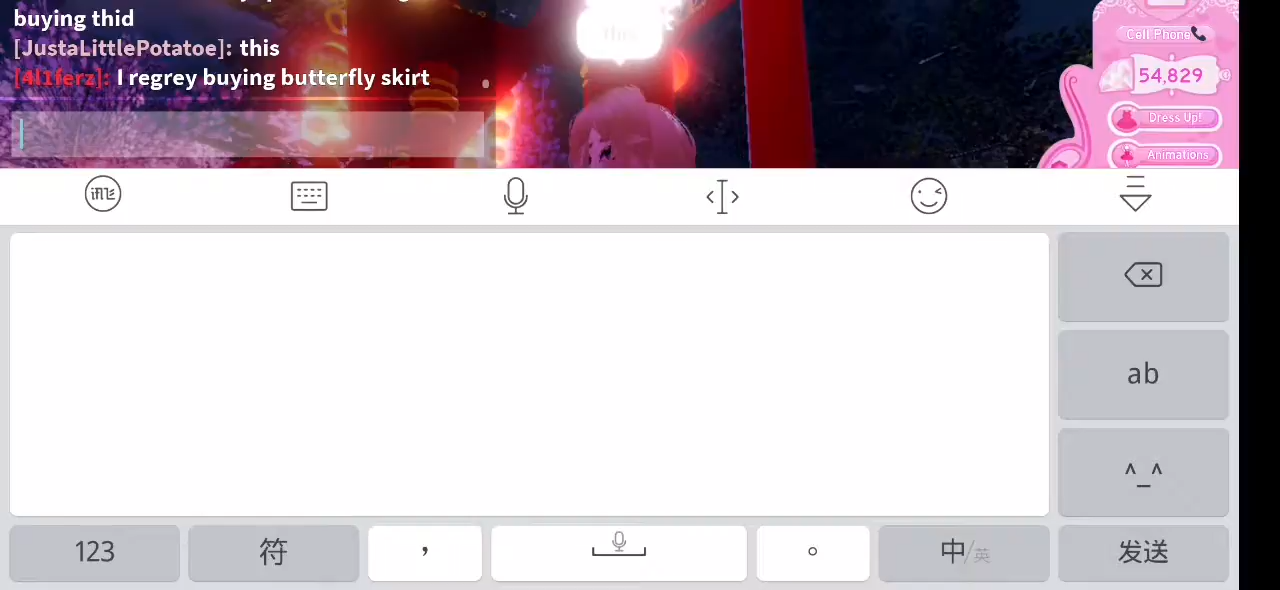 buying thid
[JustaLittlePotatoe]: this
[4l1ferz]: I regrey buying butterfly skirt
this
Cell Phone
54,829
Dress Up!
Animations
ab
^_^
123
符
，
。
中/英
发送